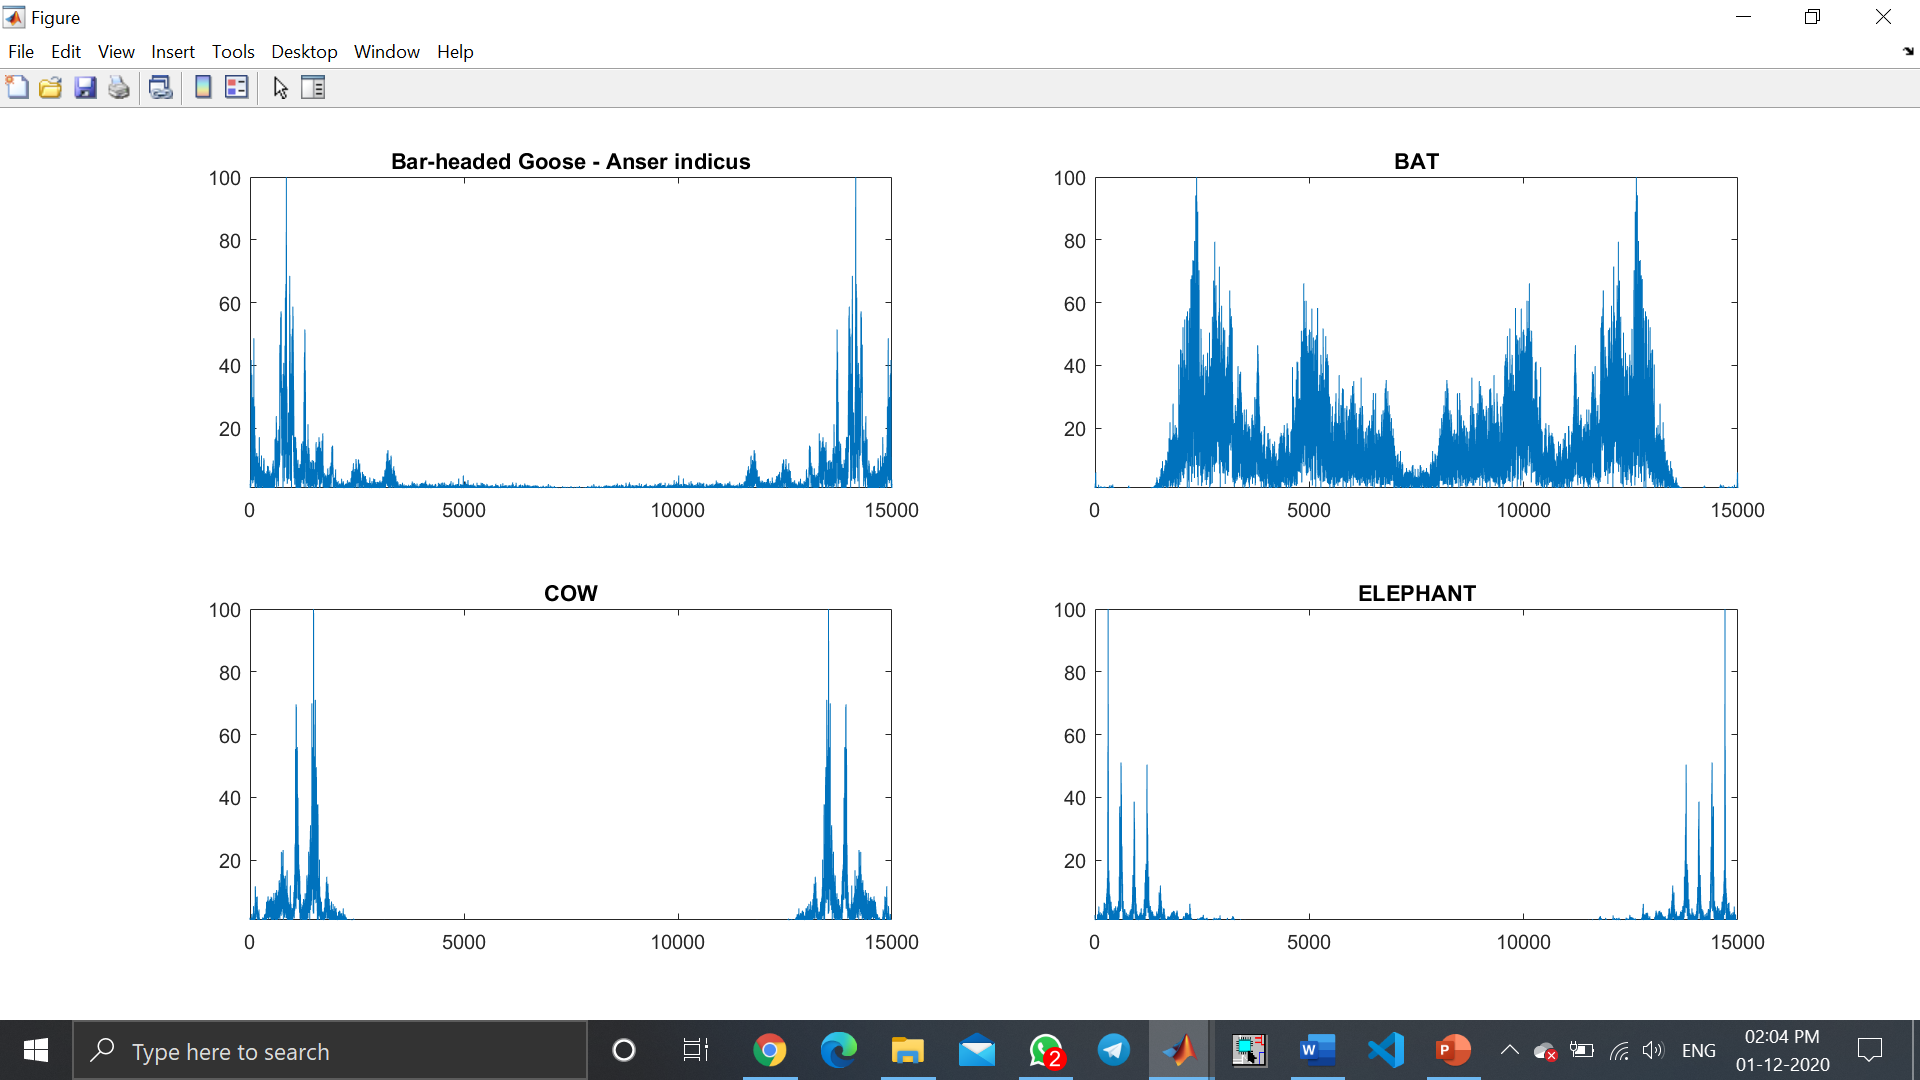 Figure
File Edit View Insert Tools Desktop Window Help
Bar-headed Goose - Anser indicus
100
80
60
40
20
0 5000 10000 15000
BAT
100
80
60
40
20
0 5000 10000 15000
COW
100
80
60
40
20
0 5000 10000 15000
ELEPHANT
100
80
60
40
20
0 5000 10000 15000
Type here to search
2
W
P
ENG
02:04 PM
01-12-2020